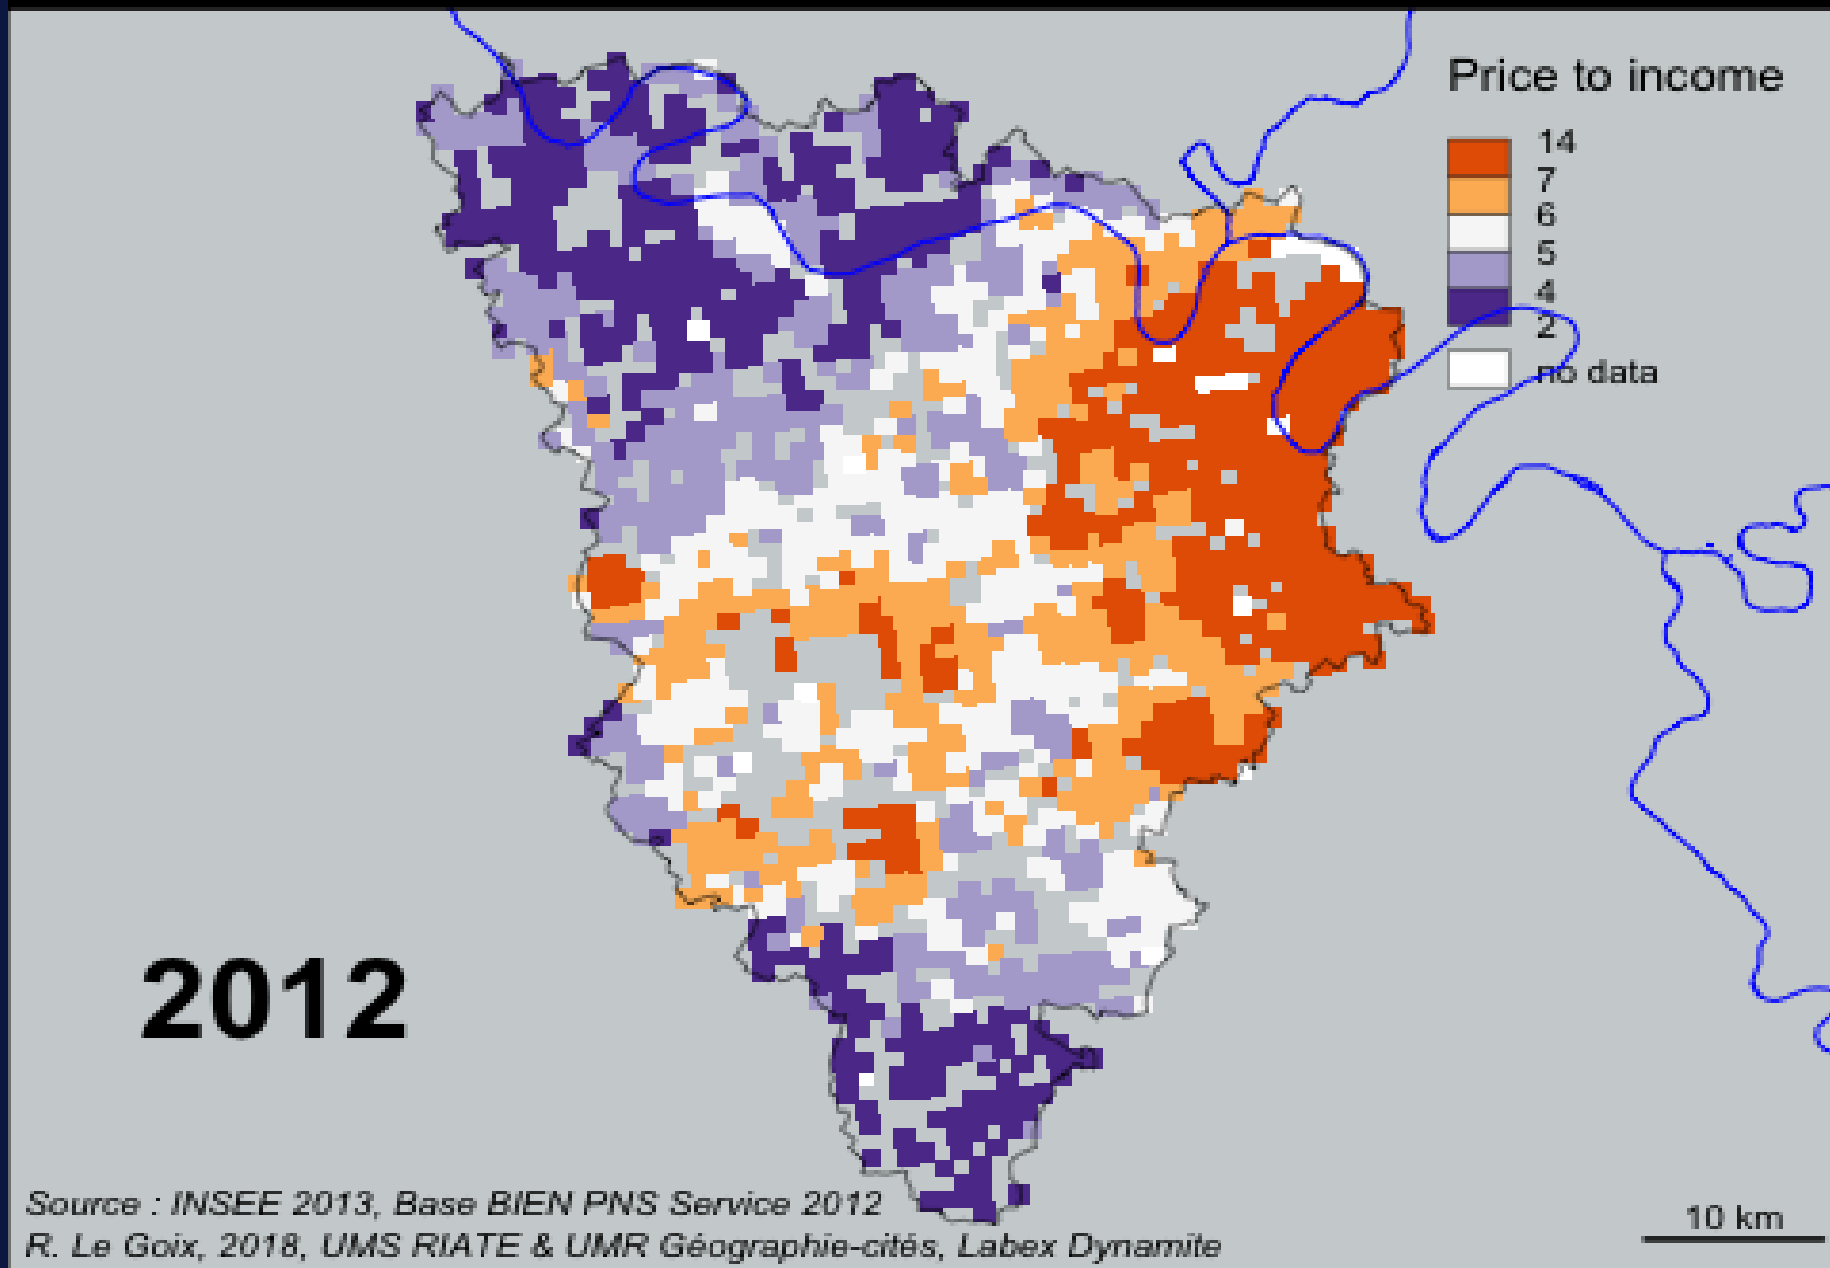 Price to income
14
7
6
5
4
2
no data
2012
Source : INSEE 2013, Base BIEN PNS Service 2012
R. Le Goix, 2018, UMS RIATE & UMR Géographie-cités, Labex Dynamite
10 km